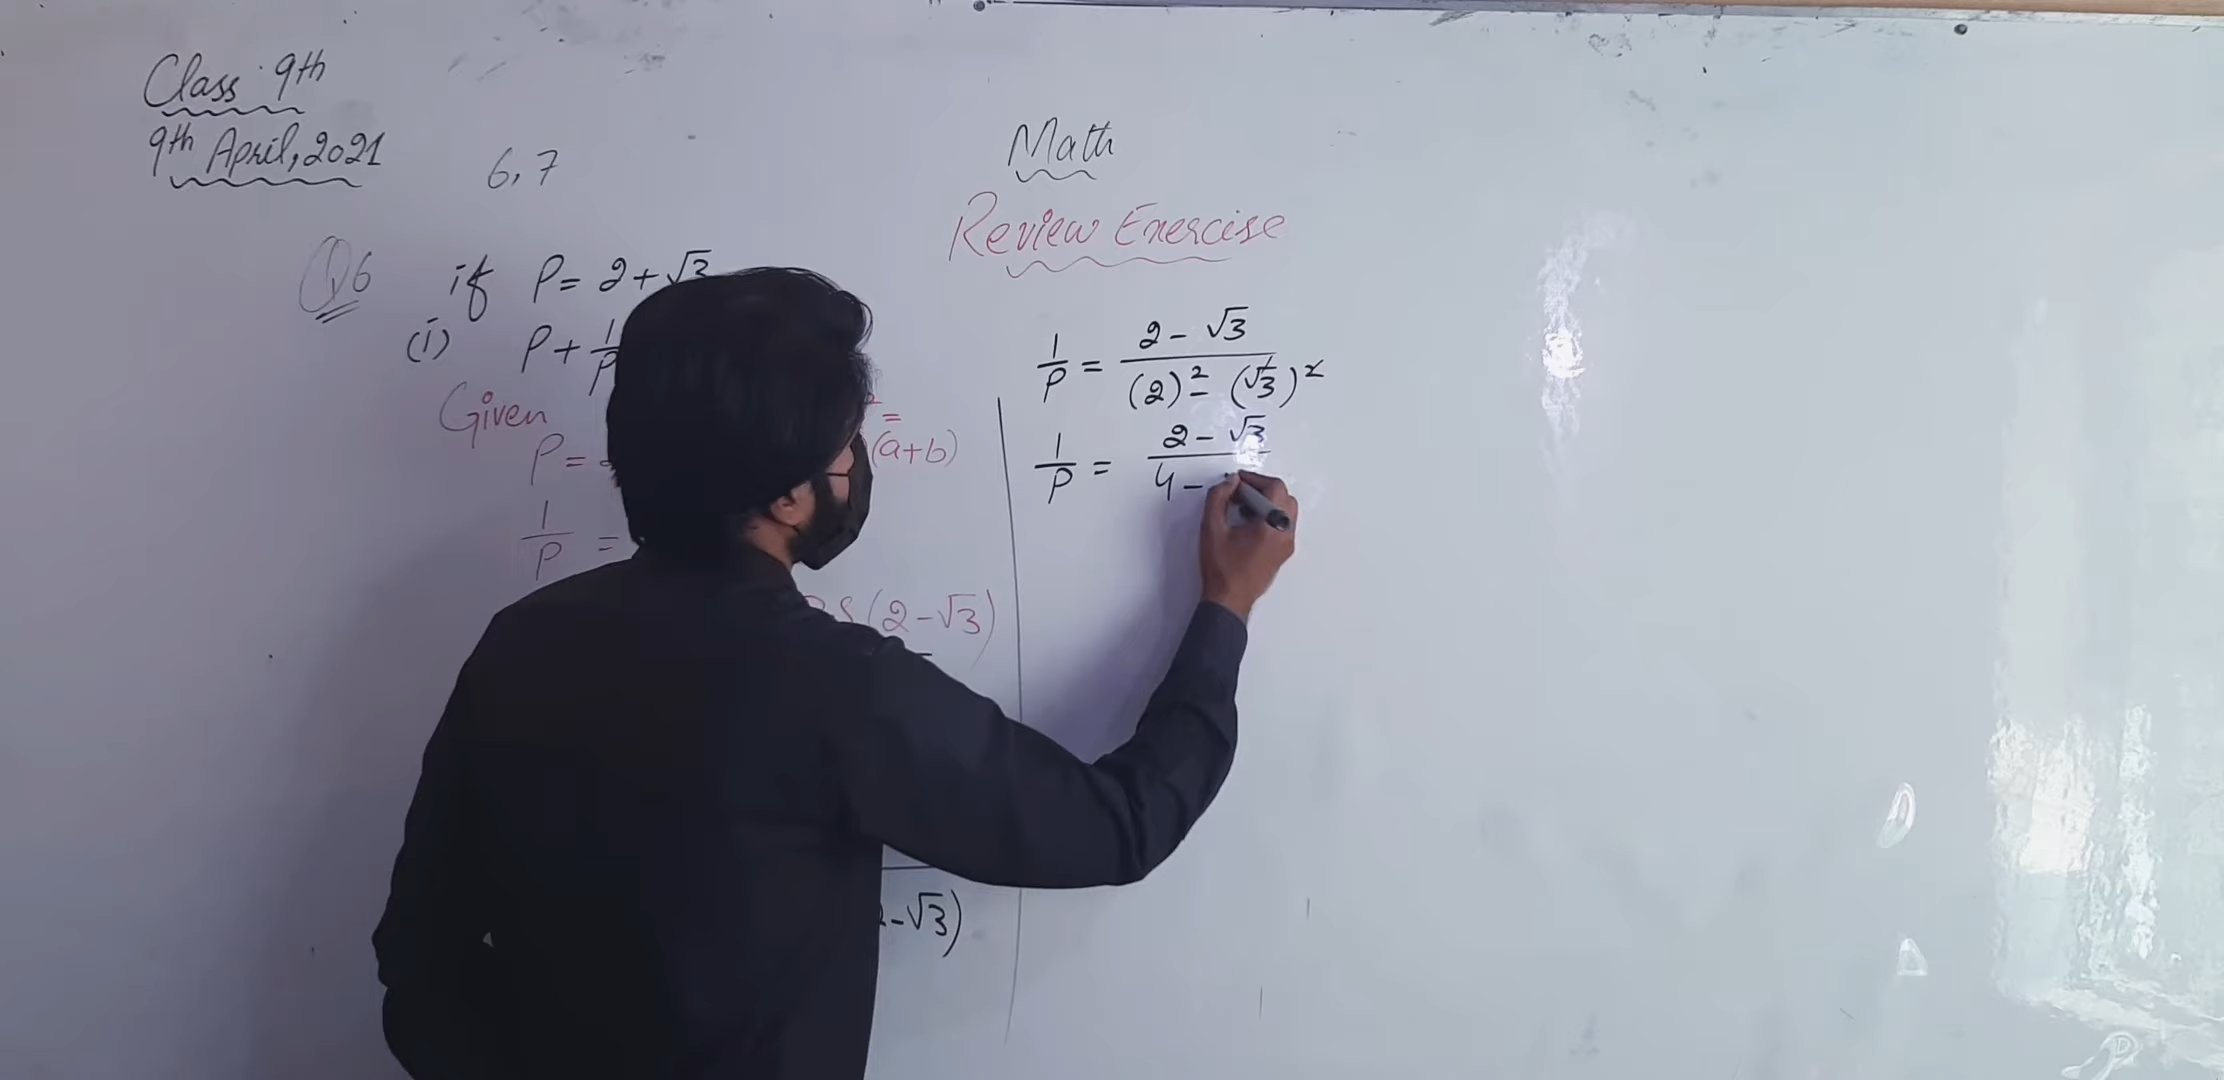 Class 9th
9th April, 2021
6, 7
Math
Review Exercise
Q6 if P = 2 + √3
(i) P + 1/P
Given
P =
(a+b)
1/P =
(2 - √3)
- √3)
1/P = 2 - √3 / (2)² - (√3)²
1/P = 2 - √3 / 4 -